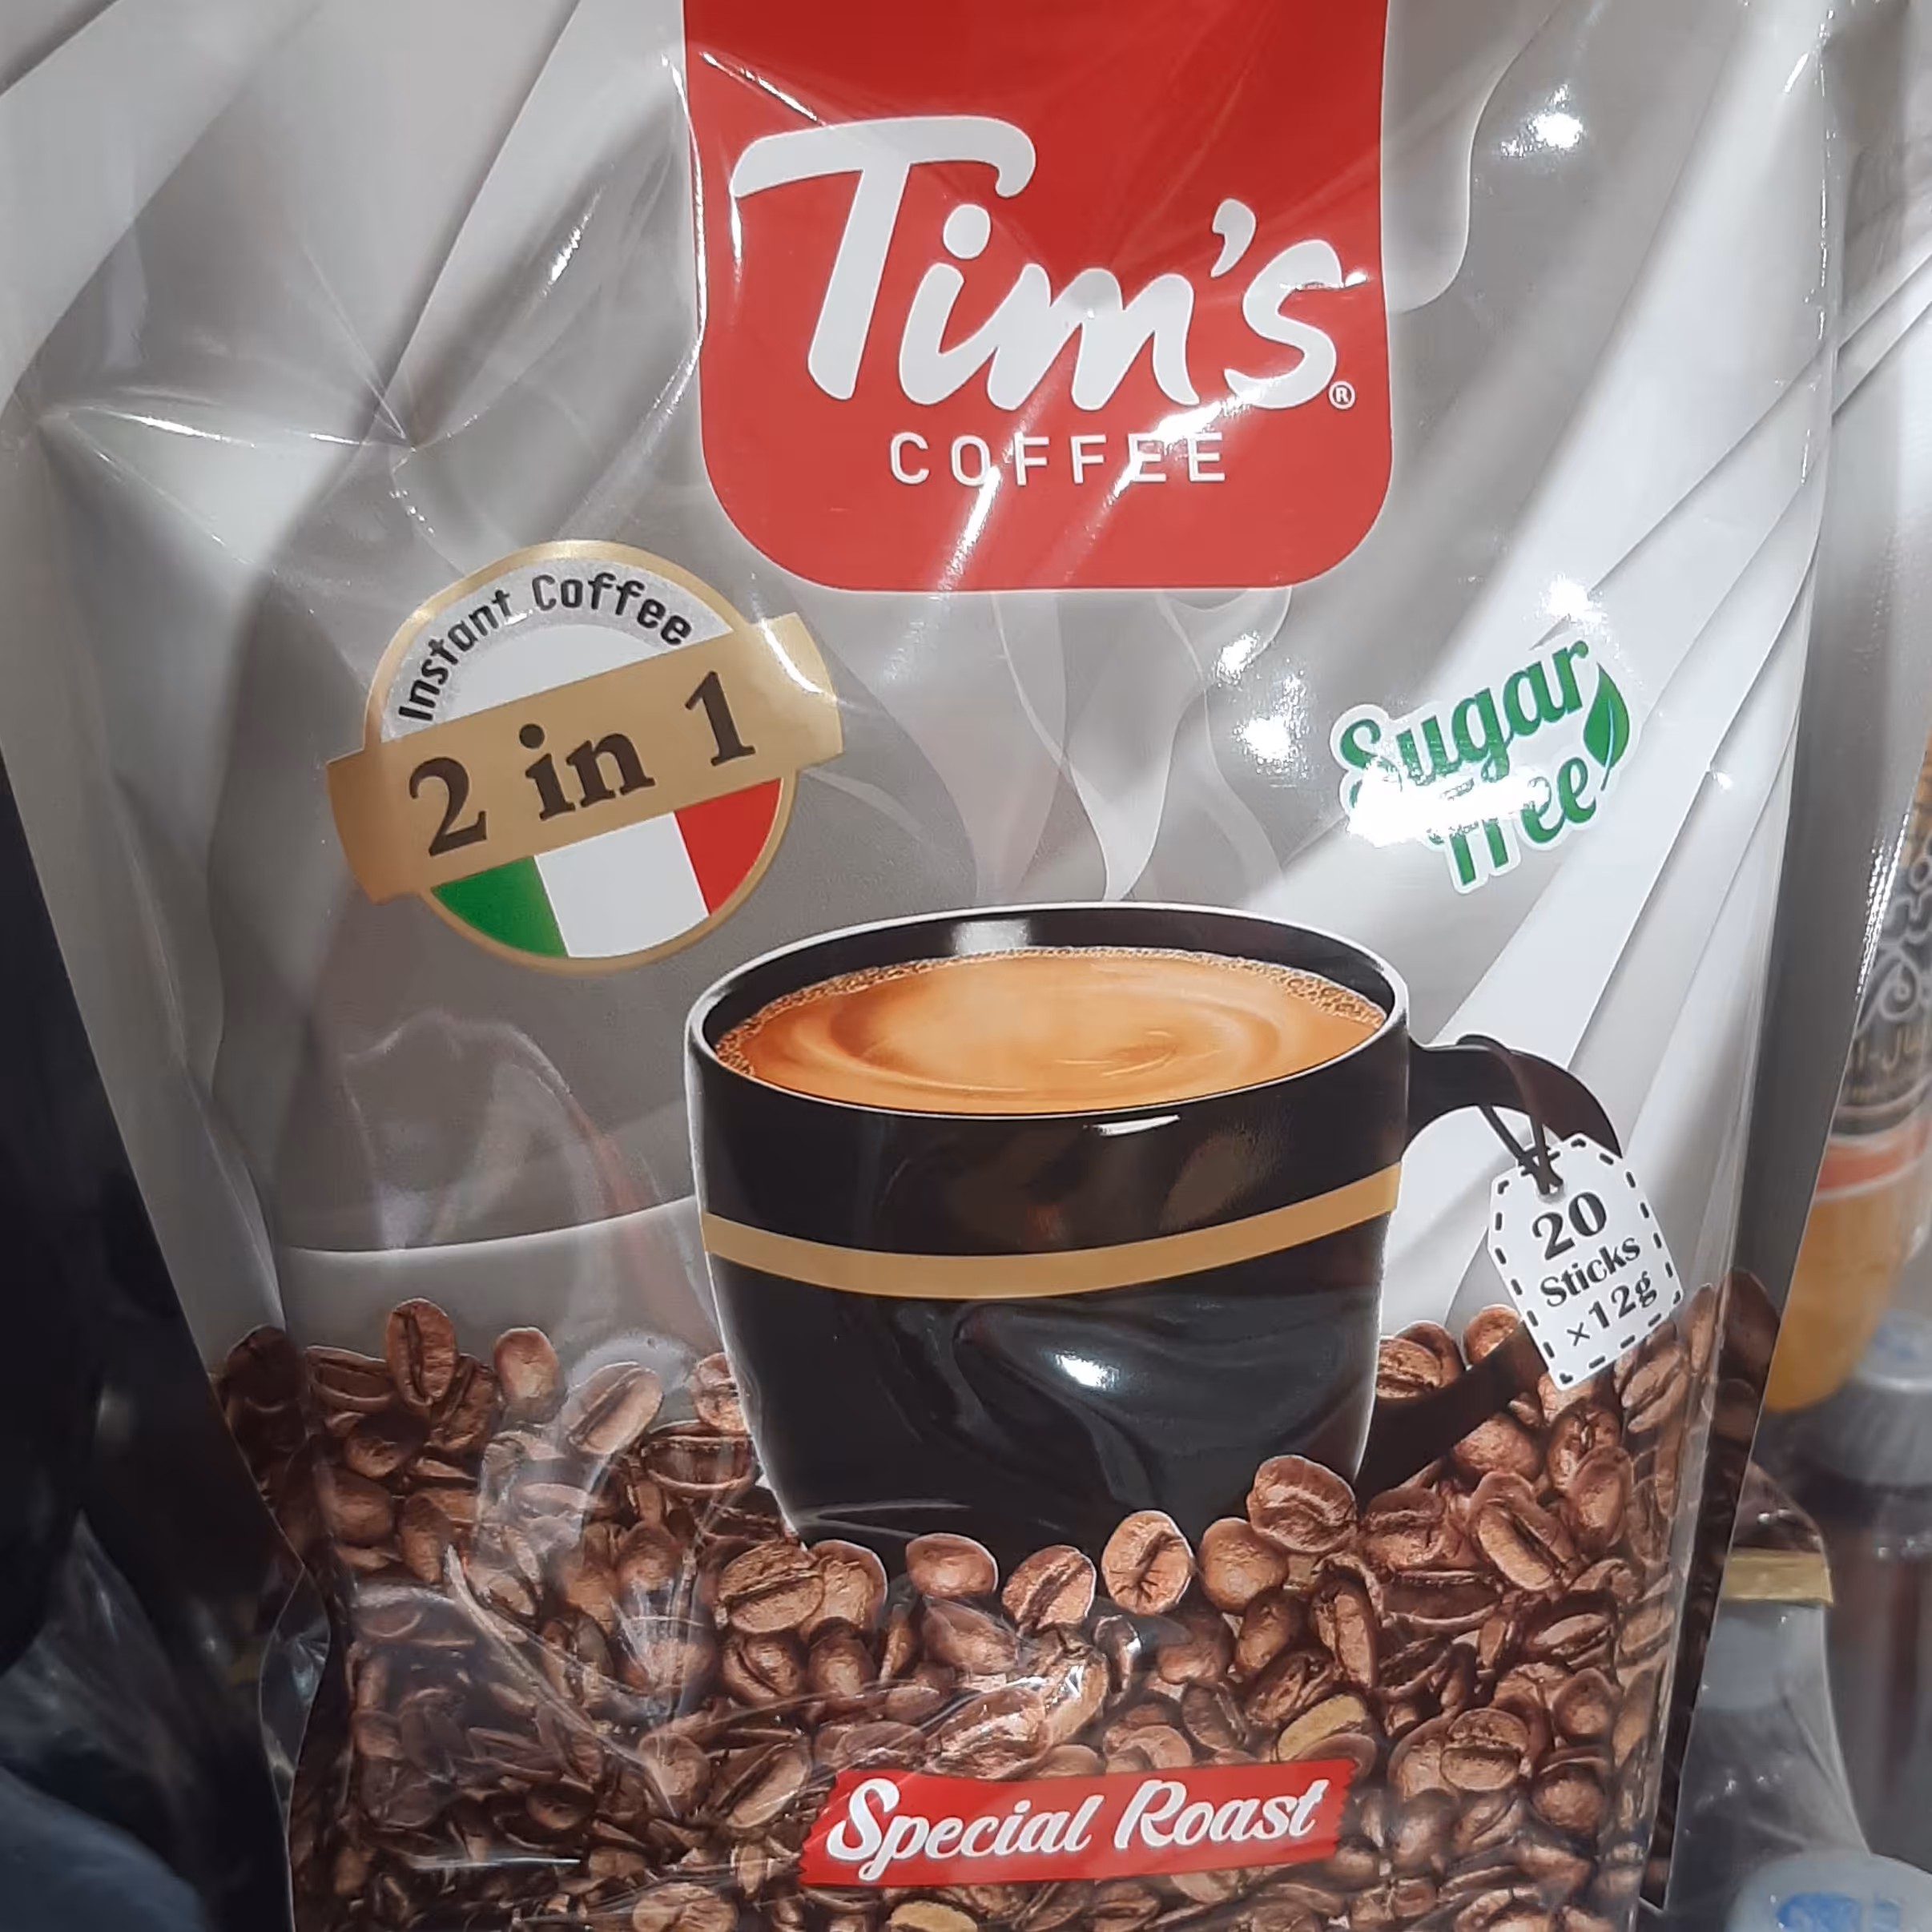 Tim's®
COFFEE
Instant Coffee
2 in 1
Sugar
free
20
Sticks
×12g
Special Roast